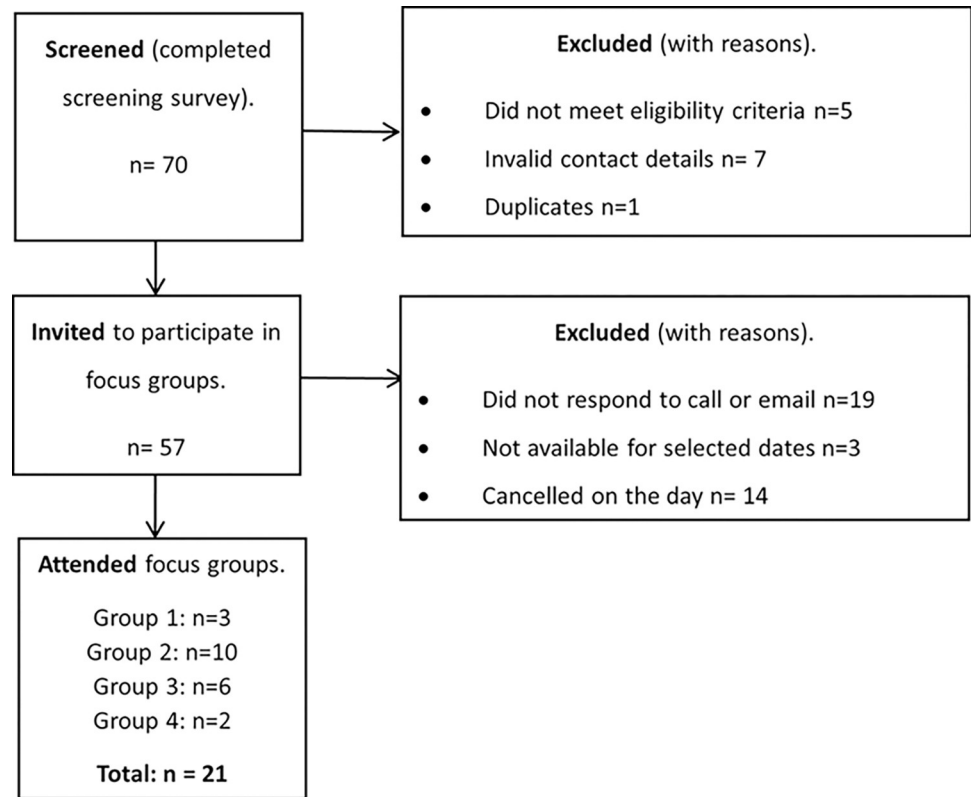 Screened (completed
screening survey).
n= 70
Excluded (with reasons).
• Did not meet eligibility criteria n=5
• Invalid contact details n= 7
• Duplicates n=1
Invited to participate in
focus groups.
n= 57
Excluded (with reasons).
• Did not respond to call or email n=19
• Not available for selected dates n=3
• Cancelled on the day n= 14
Attended focus groups.
Group 1: n=3
Group 2: n=10
Group 3: n=6
Group 4: n=2
Total: n = 21